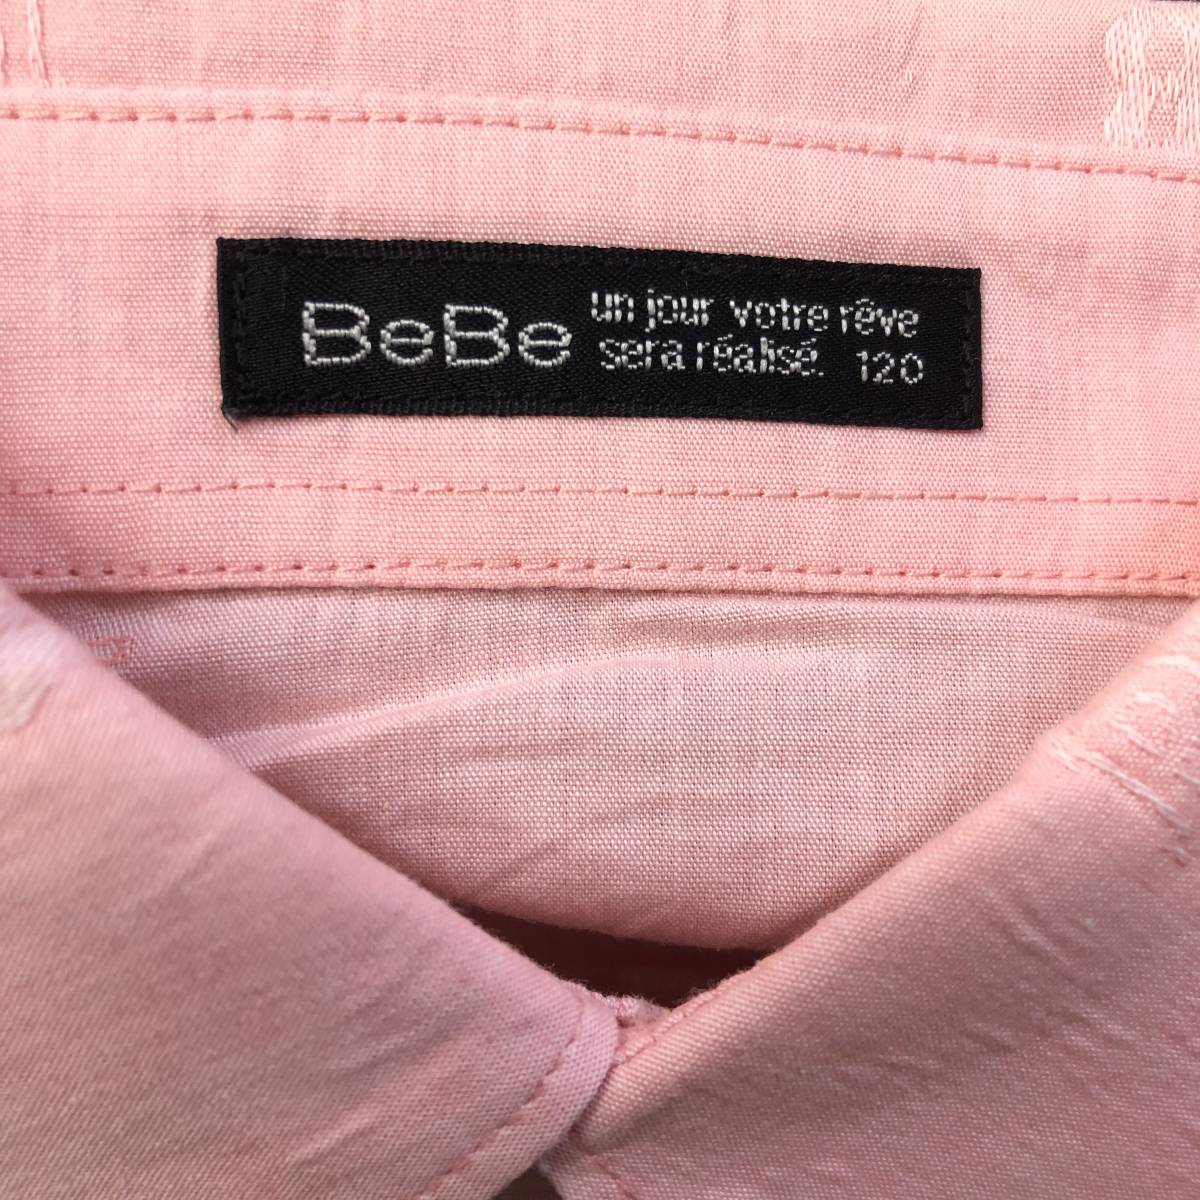 BeBe
un jour votre rêve
sera réalisé. 120